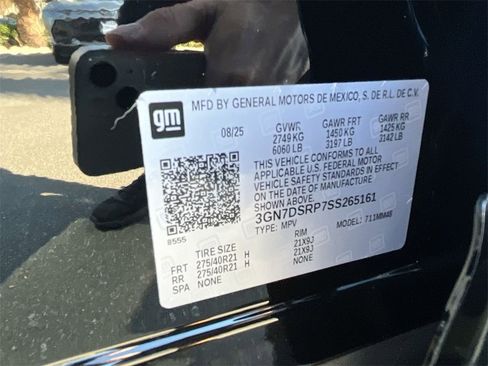 gm
MFD BY GENERAL MOTORS DE MEXICO, S. DE R.L. DE C.V.
08/25 GVWR GAWR FRT GAWR RR
2749 KG 1450 KG 1425 KG
6060 LB 3197 LB 3142 LB
THIS VEHICLE CONFORMS TO ALL
APPLICABLE U.S. FEDERAL MOTOR
VEHICLE SAFETY STANDARDS IN EFFECT
ON THE DATE OF MANUFACTURE
SHOWN ABOVE.
3GN7DSRP7SS265161
TYPE: MPV MODEL: 711MM48
8555
TIRE SIZE RIM
FRT 275/40R21 H 21X9J
RR 275/40R21 H 21X9J
SPA NONE NONE